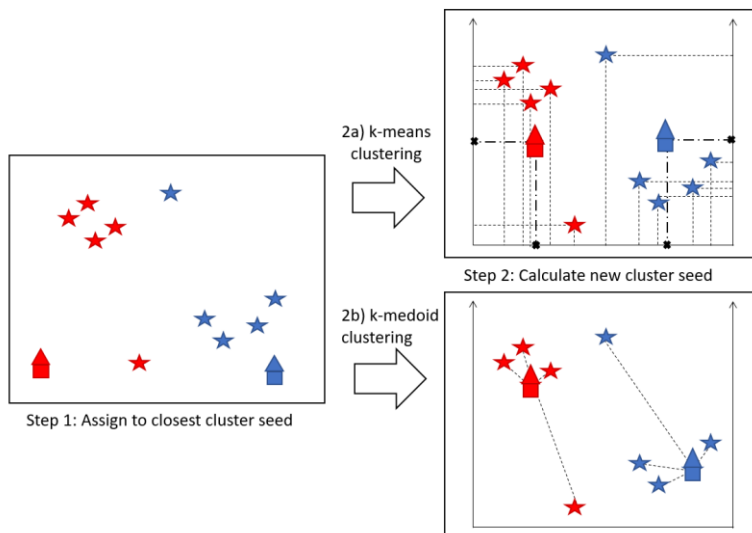 2a) k-means
clustering
Step 2: Calculate new cluster seed
2b) k-medoid
clustering
Step 1: Assign to closest cluster seed